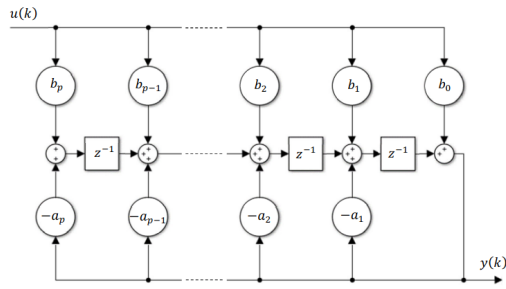 u(k)
b_p b_{p-1} b_2 b_1 b_0
+ + z^{-1} + + + + + + z^{-1} + + + z^{-1} + +
-a_p -a_{p-1} -a_2 -a_1
y(k)